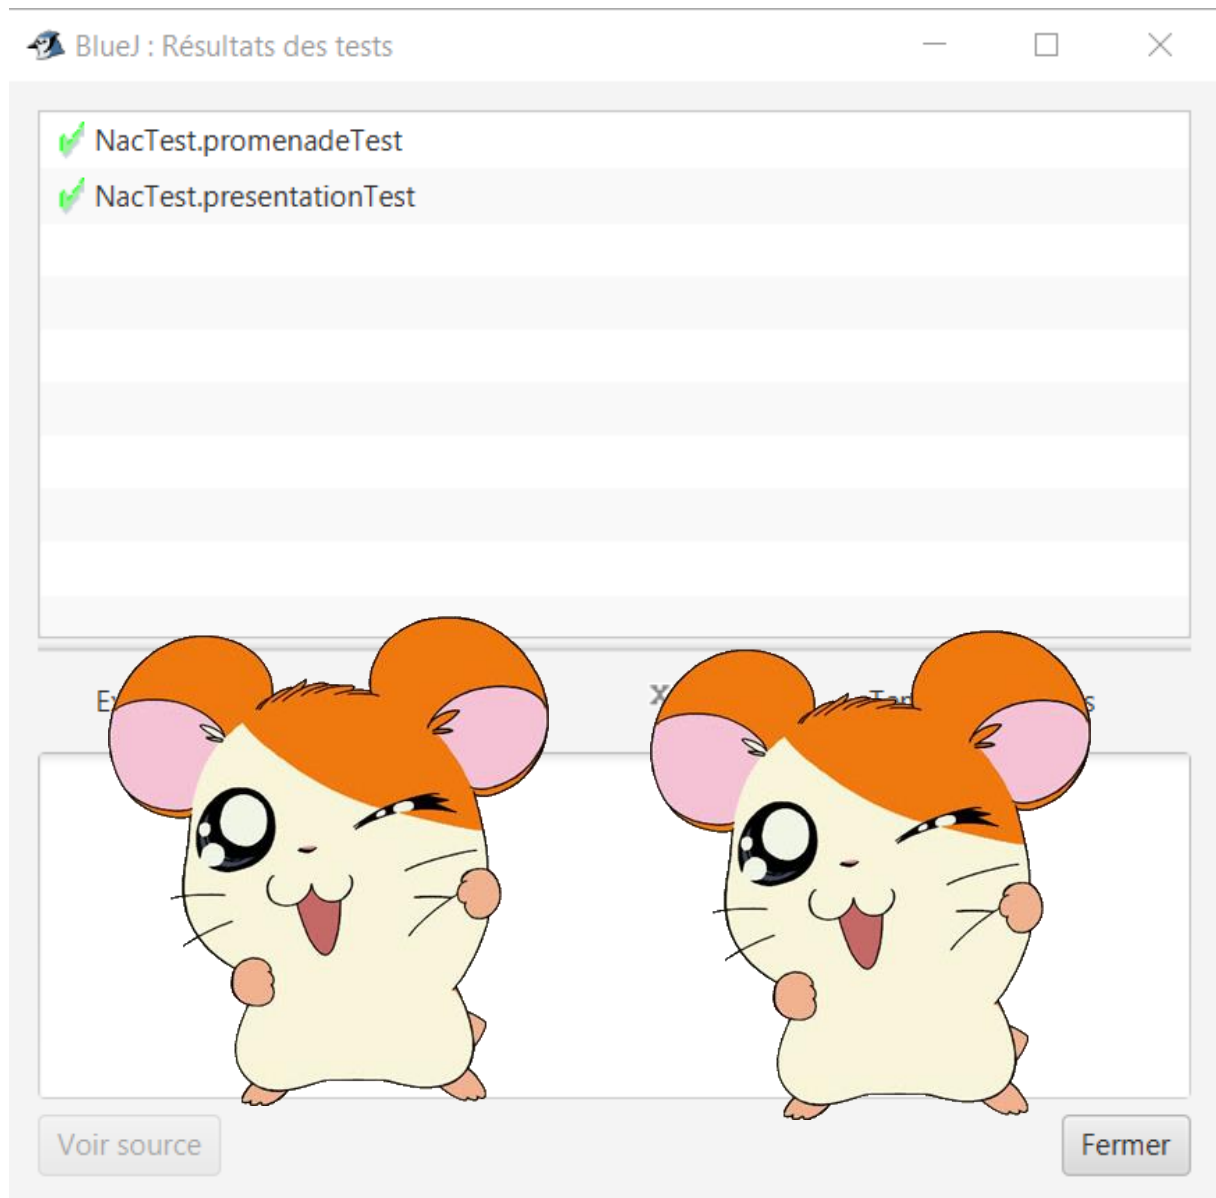 BlueJ : Résultats des tests
NacTest.promenadeTest
NacTest.presentationTest
Voir source
Fermer